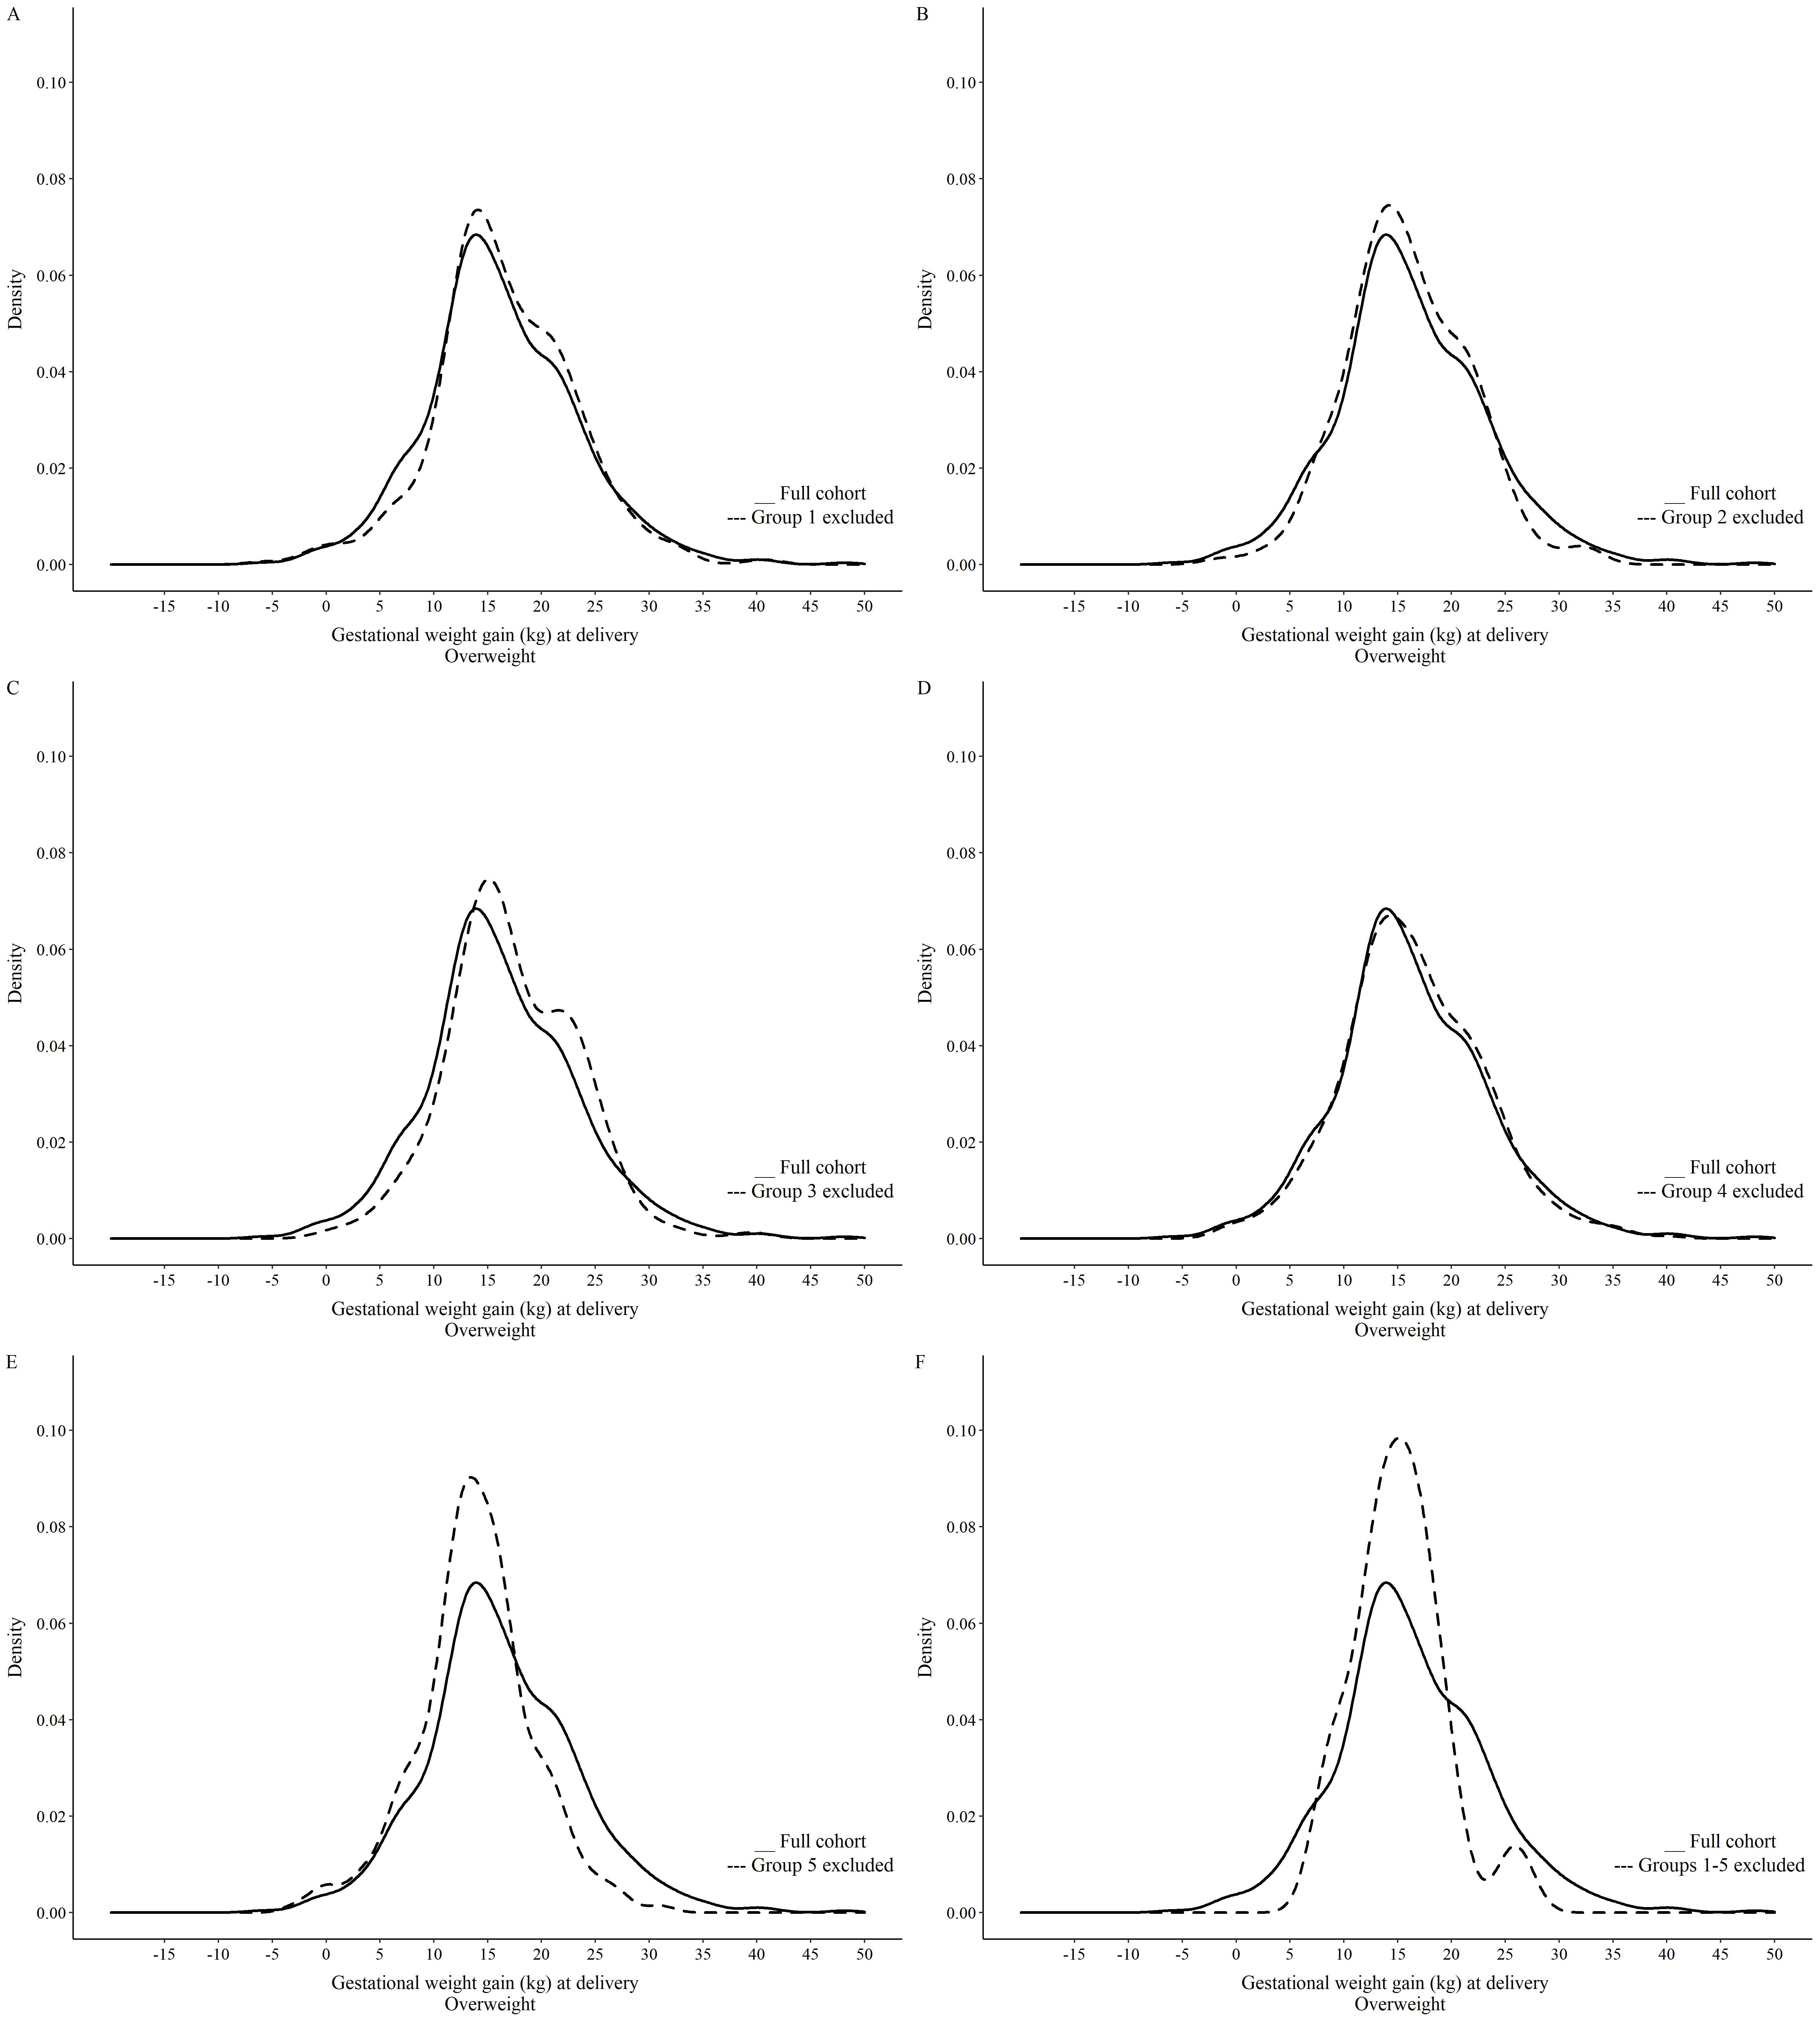 A
0.10
0.08
0.06
0.04
0.02
0.00
Density
__ Full cohort
--- Group 1 excluded
-15 -10 -5 0 5 10 15 20 25 30 35 40 45 50
Gestational weight gain (kg) at delivery
Overweight
B
0.10
0.08
0.06
0.04
0.02
0.00
Density
__ Full cohort
--- Group 2 excluded
-15 -10 -5 0 5 10 15 20 25 30 35 40 45 50
Gestational weight gain (kg) at delivery
Overweight
C
0.10
0.08
0.06
0.04
0.02
0.00
Density
__ Full cohort
--- Group 3 excluded
-15 -10 -5 0 5 10 15 20 25 30 35 40 45 50
Gestational weight gain (kg) at delivery
Overweight
D
0.10
0.08
0.06
0.04
0.02
0.00
Density
__ Full cohort
--- Group 4 excluded
-15 -10 -5 0 5 10 15 20 25 30 35 40 45 50
Gestational weight gain (kg) at delivery
Overweight
E
0.10
0.08
0.06
0.04
0.02
0.00
Density
__ Full cohort
--- Group 5 excluded
-15 -10 -5 0 5 10 15 20 25 30 35 40 45 50
Gestational weight gain (kg) at delivery
Overweight
F
0.10
0.08
0.06
0.04
0.02
0.00
Density
__ Full cohort
--- Groups 1-5 excluded
-15 -10 -5 0 5 10 15 20 25 30 35 40 45 50
Gestational weight gain (kg) at delivery
Overweight